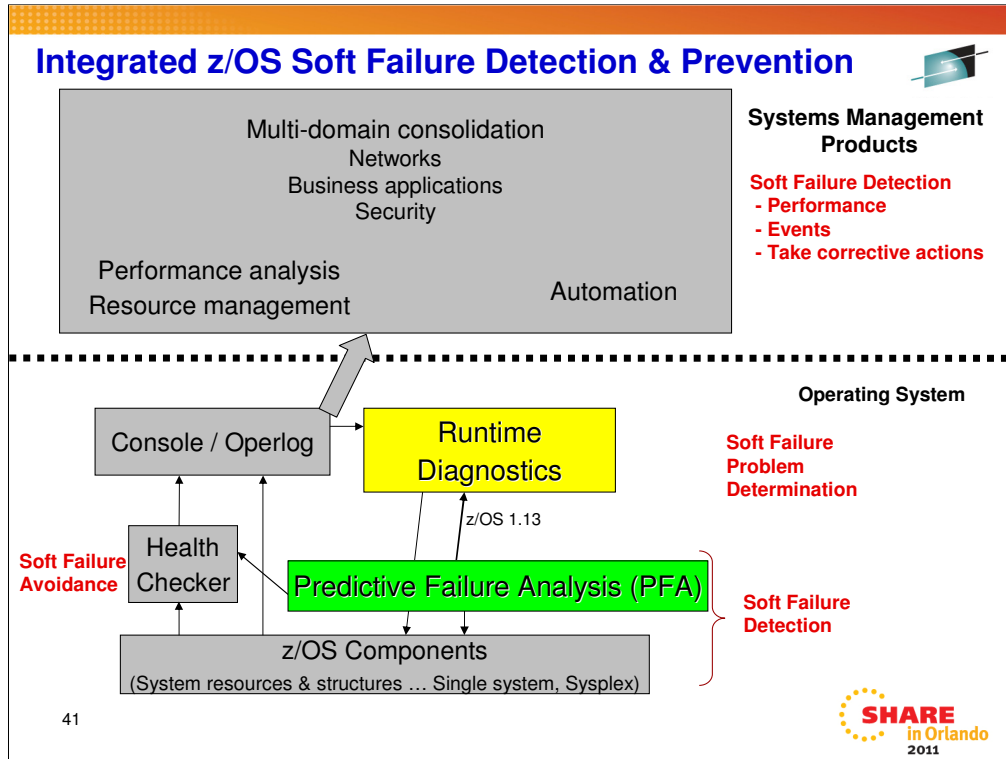 Integrated z/OS Soft Failure Detection & Prevention
Multi-domain consolidation
Networks
Business applications
Security
Performance analysis
Resource management
Automation
Systems Management
Products
Soft Failure Detection
- Performance
- Events
- Take corrective actions
Operating System
Console / Operlog
Runtime
Diagnostics
Soft Failure
Problem
Determination
z/OS 1.13
Soft Failure
Avoidance
Health
Checker
Predictive Failure Analysis (PFA)
Soft Failure
Detection
z/OS Components
(System resources & structures … Single system, Sysplex)
41
SHARE
in Orlando
2011